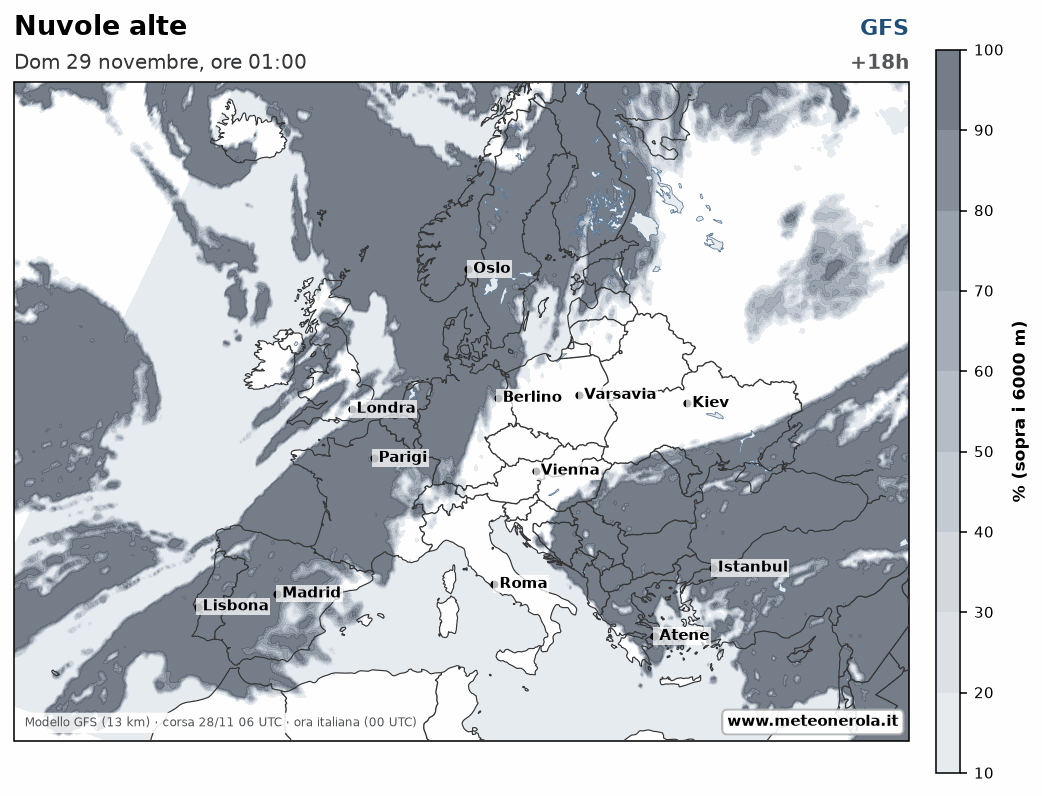 Nuvole alte
GFS
Dom 29 novembre, ore 01:00
+18h
100
90
80
70
60
50
40
30
20
10
% (sopra i 6000 m)
Oslo
Berlino
Varsavia
Kiev
Londra
Parigi
Vienna
Istanbul
Roma
Madrid
Lisbona
Atene
Modello GFS (13 km) · corsa 28/11 06 UTC · ora italiana (00 UTC)
www.meteonerola.it